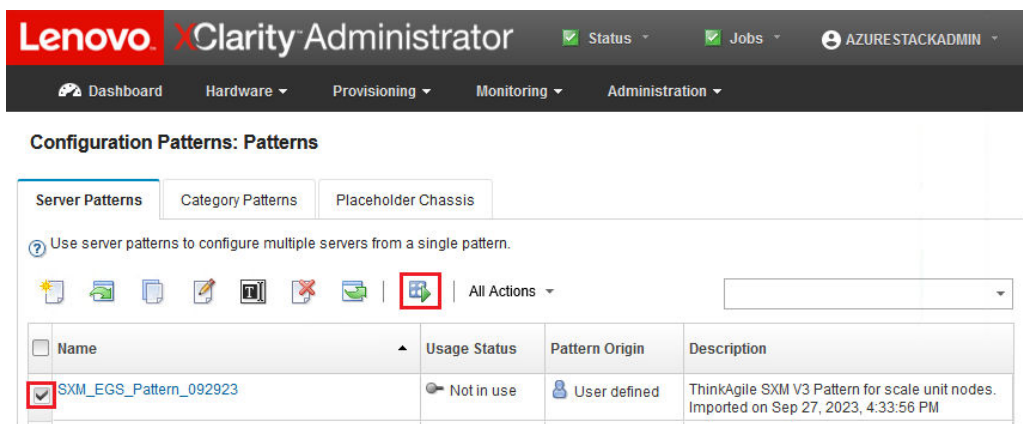 Lenovo. XClarity Administrator Status Jobs AZURESTACKADMIN
Dashboard Hardware Provisioning Monitoring Administration
Configuration Patterns: Patterns
Server Patterns Category Patterns Placeholder Chassis
? Use server patterns to configure multiple servers from a single pattern.
T All Actions
Name Usage Status Pattern Origin Description
SXM_EGS_Pattern_092923 Not in use User defined ThinkAgile SXM V3 Pattern for scale unit nodes.
Imported on Sep 27, 2023, 4:33:56 PM